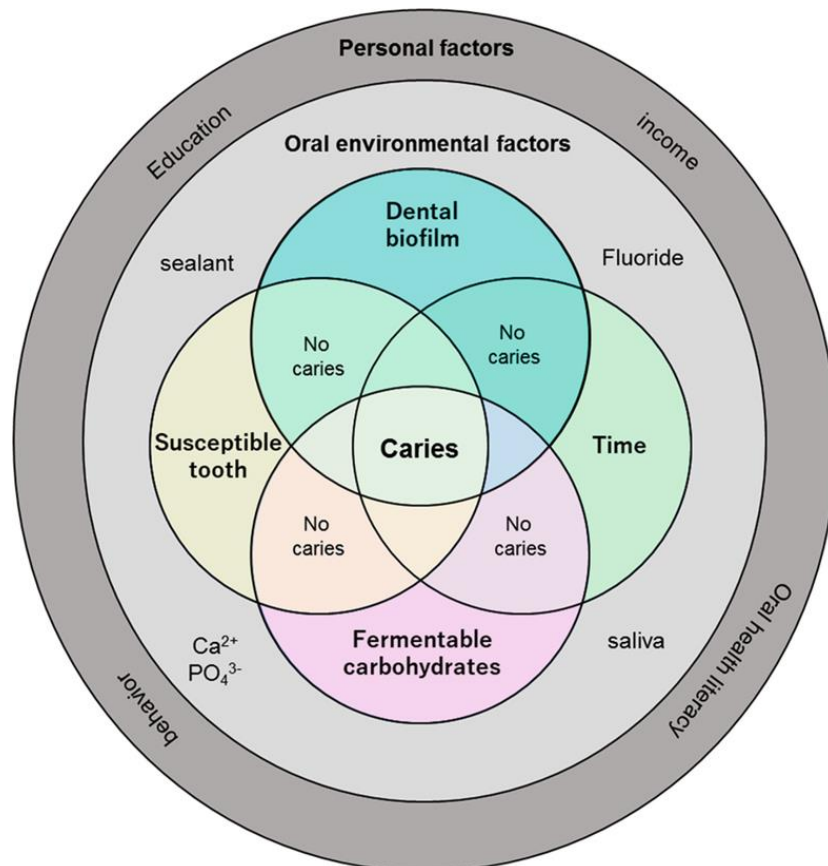 Personal factors
Education
income
Oral environmental factors
Dental
biofilm
sealant
Fluoride
No
caries
No
caries
Susceptible
tooth
Caries
Time
No
caries
No
caries
Fermentable
carbohydrates
Ca²⁺
PO₄³⁻
saliva
behavior
Oral health literacy